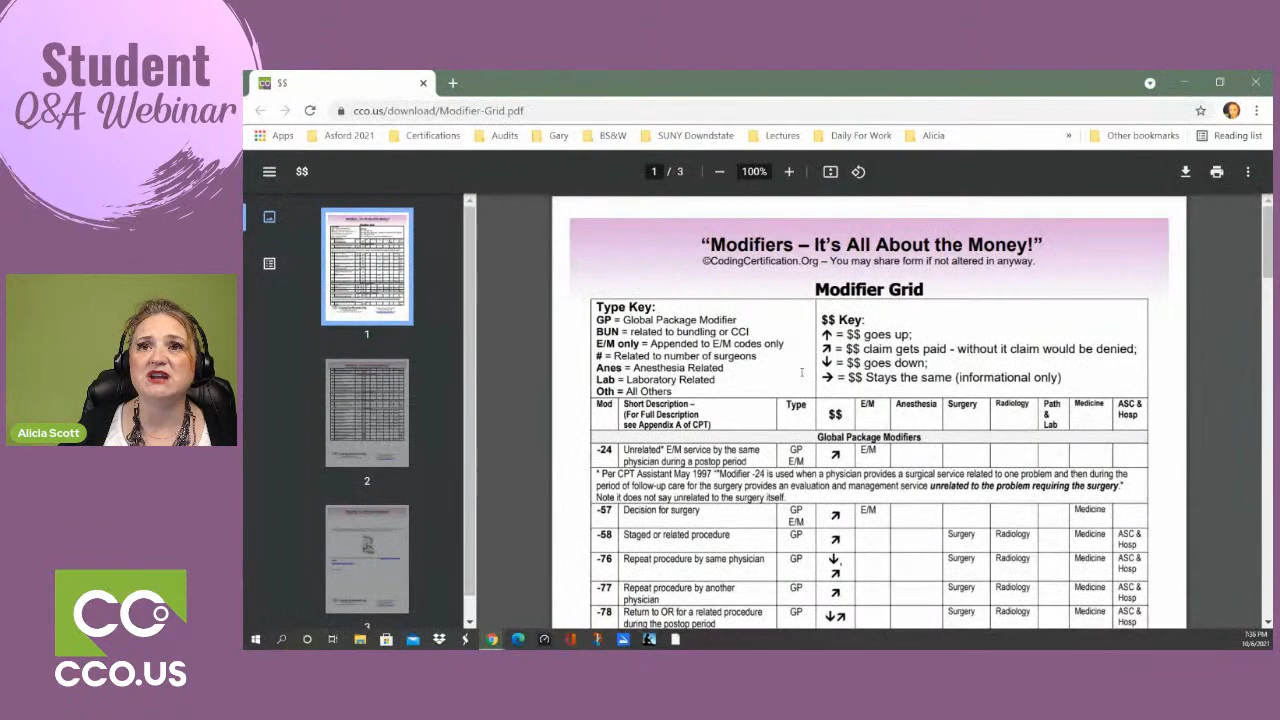 Student
Q&A Webinar
$$
cco.us/download/Modifier-Grid.pdf
Apps Asford 2021 Certifications Audits Gary BS&W SUNY Downstate Lectures Daily For Work Alicia » Other bookmarks Reading list
$$ 1 / 3 100%
1
2
3
"Modifiers – It's All About the Money!"
©CodingCertification.Org – You may share form if not altered in anyway.
Modifier Grid
Type Key:
GP = Global Package Modifier
BUN = related to bundling or CCI
E/M only = Appended to E/M codes only
# = Related to number of surgeons
Anes = Anesthesia Related
Lab = Laboratory Related
Oth = All Others
$$ Key:
↑ = $$ goes up;
↗ = $$ claim gets paid - without it claim would be denied;
↓ = $$ goes down;
→ = $$ Stays the same (informational only)
Mod Short Description – Type $$ E/M Anesthesia Surgery Radiology Path Medicine ASC &
(For Full Description & Hosp
see Appendix A of CPT) Lab
Global Package Modifiers
-24 Unrelated* E/M service by the same GP ↗ E/M
physician during a postop period E/M
* Per CPT Assistant May 1997 "Modifier -24 is used when a physician provides a surgical service related to one problem and then during the
period of follow-up care for the surgery provides an evaluation and management service unrelated to the problem requiring the surgery."
Note it does not say unrelated to the surgery itself.
-57 Decision for surgery GP ↗ E/M Medicine
E/M
-58 Staged or related procedure GP ↗ Surgery Radiology Medicine ASC &
Hosp
-76 Repeat procedure by same physician GP ↓, Surgery Radiology Medicine ASC &
↗ Hosp
-77 Repeat procedure by another GP ↗ Surgery Radiology Medicine ASC &
physician Hosp
-78 Return to OR for a related procedure GP ↓↗ Surgery Radiology Medicine ASC &
during the postop period Hosp
Alicia Scott
CCO
CCO.US
7:35 PM
10/6/2021